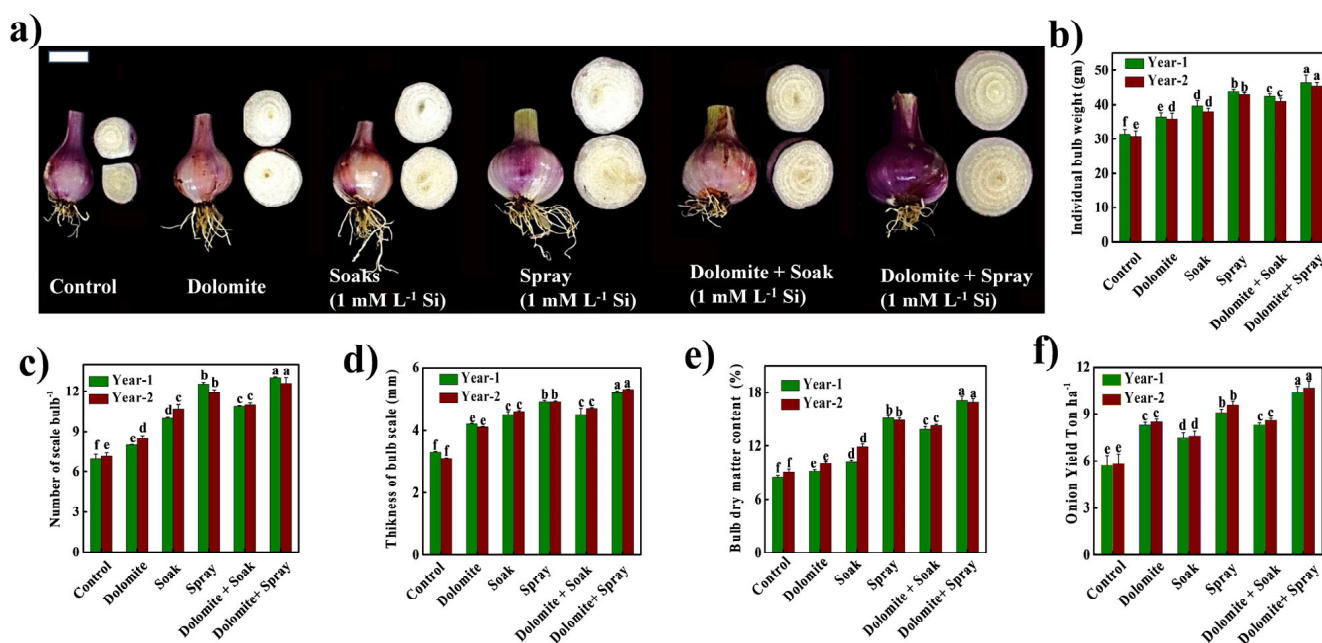 a)
Control
Dolomite
Soaks
(1 mM L⁻¹ Si)
Spray
(1 mM L⁻¹ Si)
Dolomite + Soak
(1 mM L⁻¹ Si)
Dolomite + Spray
(1 mM L⁻¹ Si)
b)
Individual bulb weight (gm)
50
40
30
20
10
0
Year-1
Year-2
f e e d d d b b c c a a
Control
Dolomite
Soak
Spray
Dolomite + Soak
Dolomite+ Spray
c)
Number of scale bulb⁻¹
12
9
6
3
0
Year-1
Year-2
f e e d d c b b c c a a
Control
Dolomite
Soak
Spray
Dolomite + Soak
Dolomite+ Spray
d)
Thikness of bulb scale (mm)
6
4
2
0
Year-1
Year-2
f f e e c c b b c c a a
Control
Dolomite
Soak
Spray
Dolomite + Soak
Dolomite+ Spray
e)
Bulb dry matter content (%)
18
12
6
0
Year-1
Year-2
f f e e d d b b c c a a
Control
Dolomite
Soak
Spray
Dolomite + Soak
Dolomite+ Spray
f)
Onion Yield Ton ha⁻¹
12
9
6
3
0
Year-1
Year-2
e e c c d d b b c c a a
Control
Dolomite
Soak
Spray
Dolomite + Soak
Dolomite+ Spray